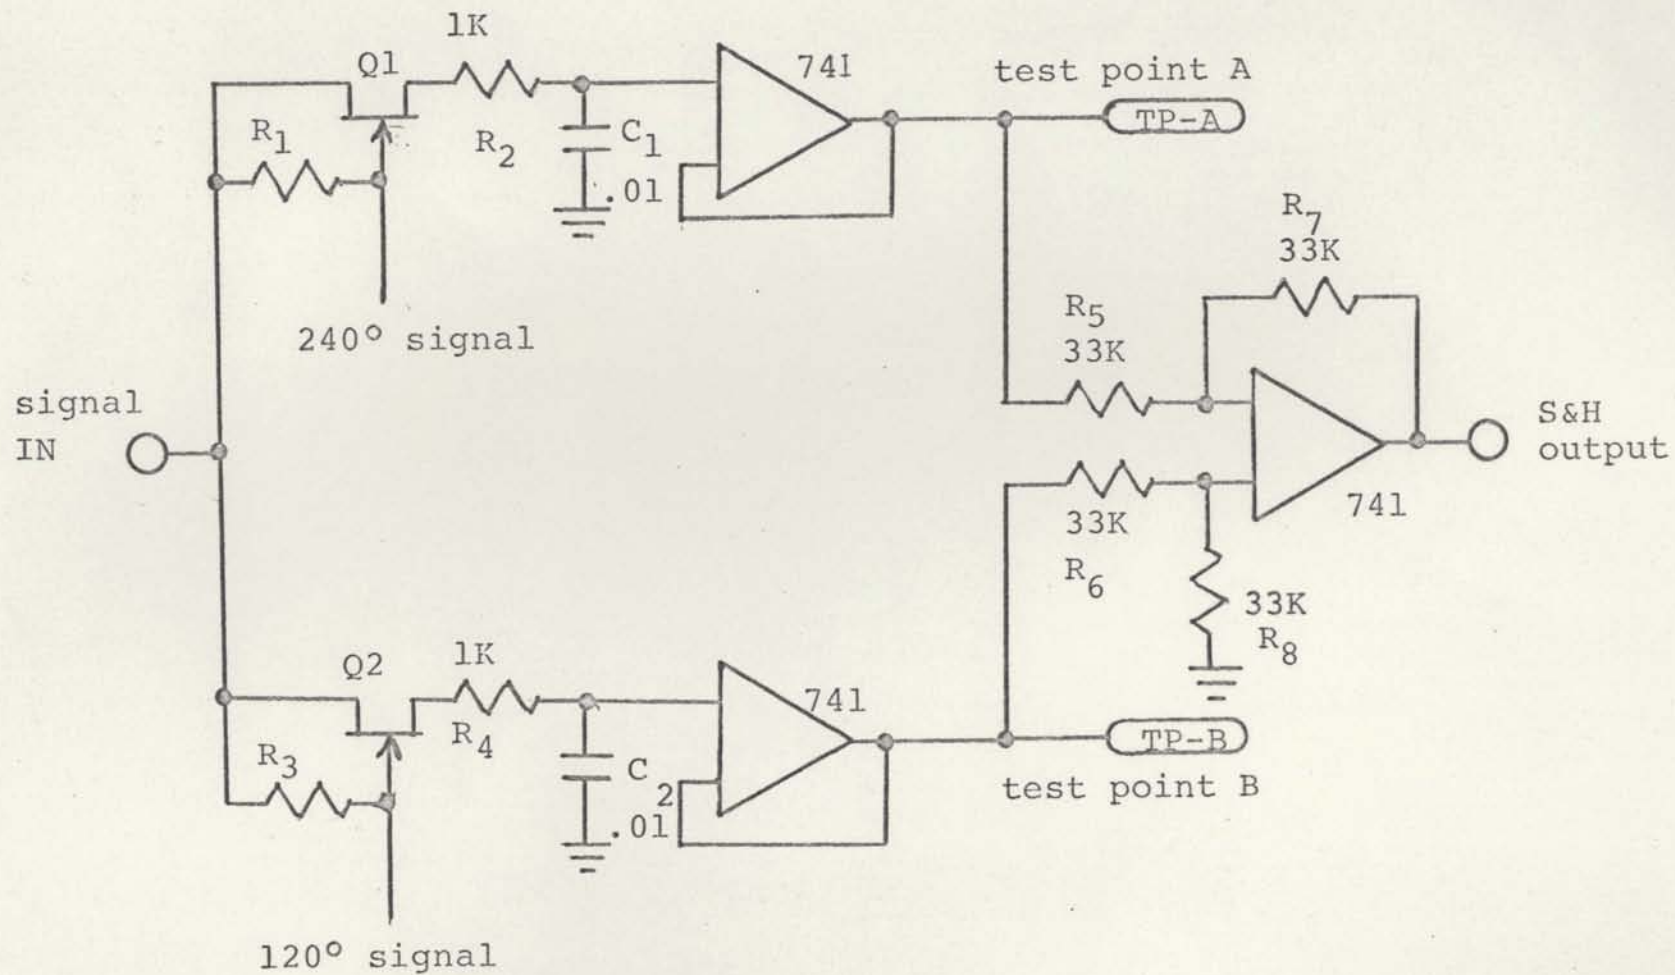 1K
Q1
741
test point A
TP-A
R1
R2
C1
.01
240° signal
R7
33K
R5
33K
signal
IN
S&H
output
741
33K
R6
33K
R8
Q2
1K
741
R3
R4
C2
.01
TP-B
test point B
120° signal